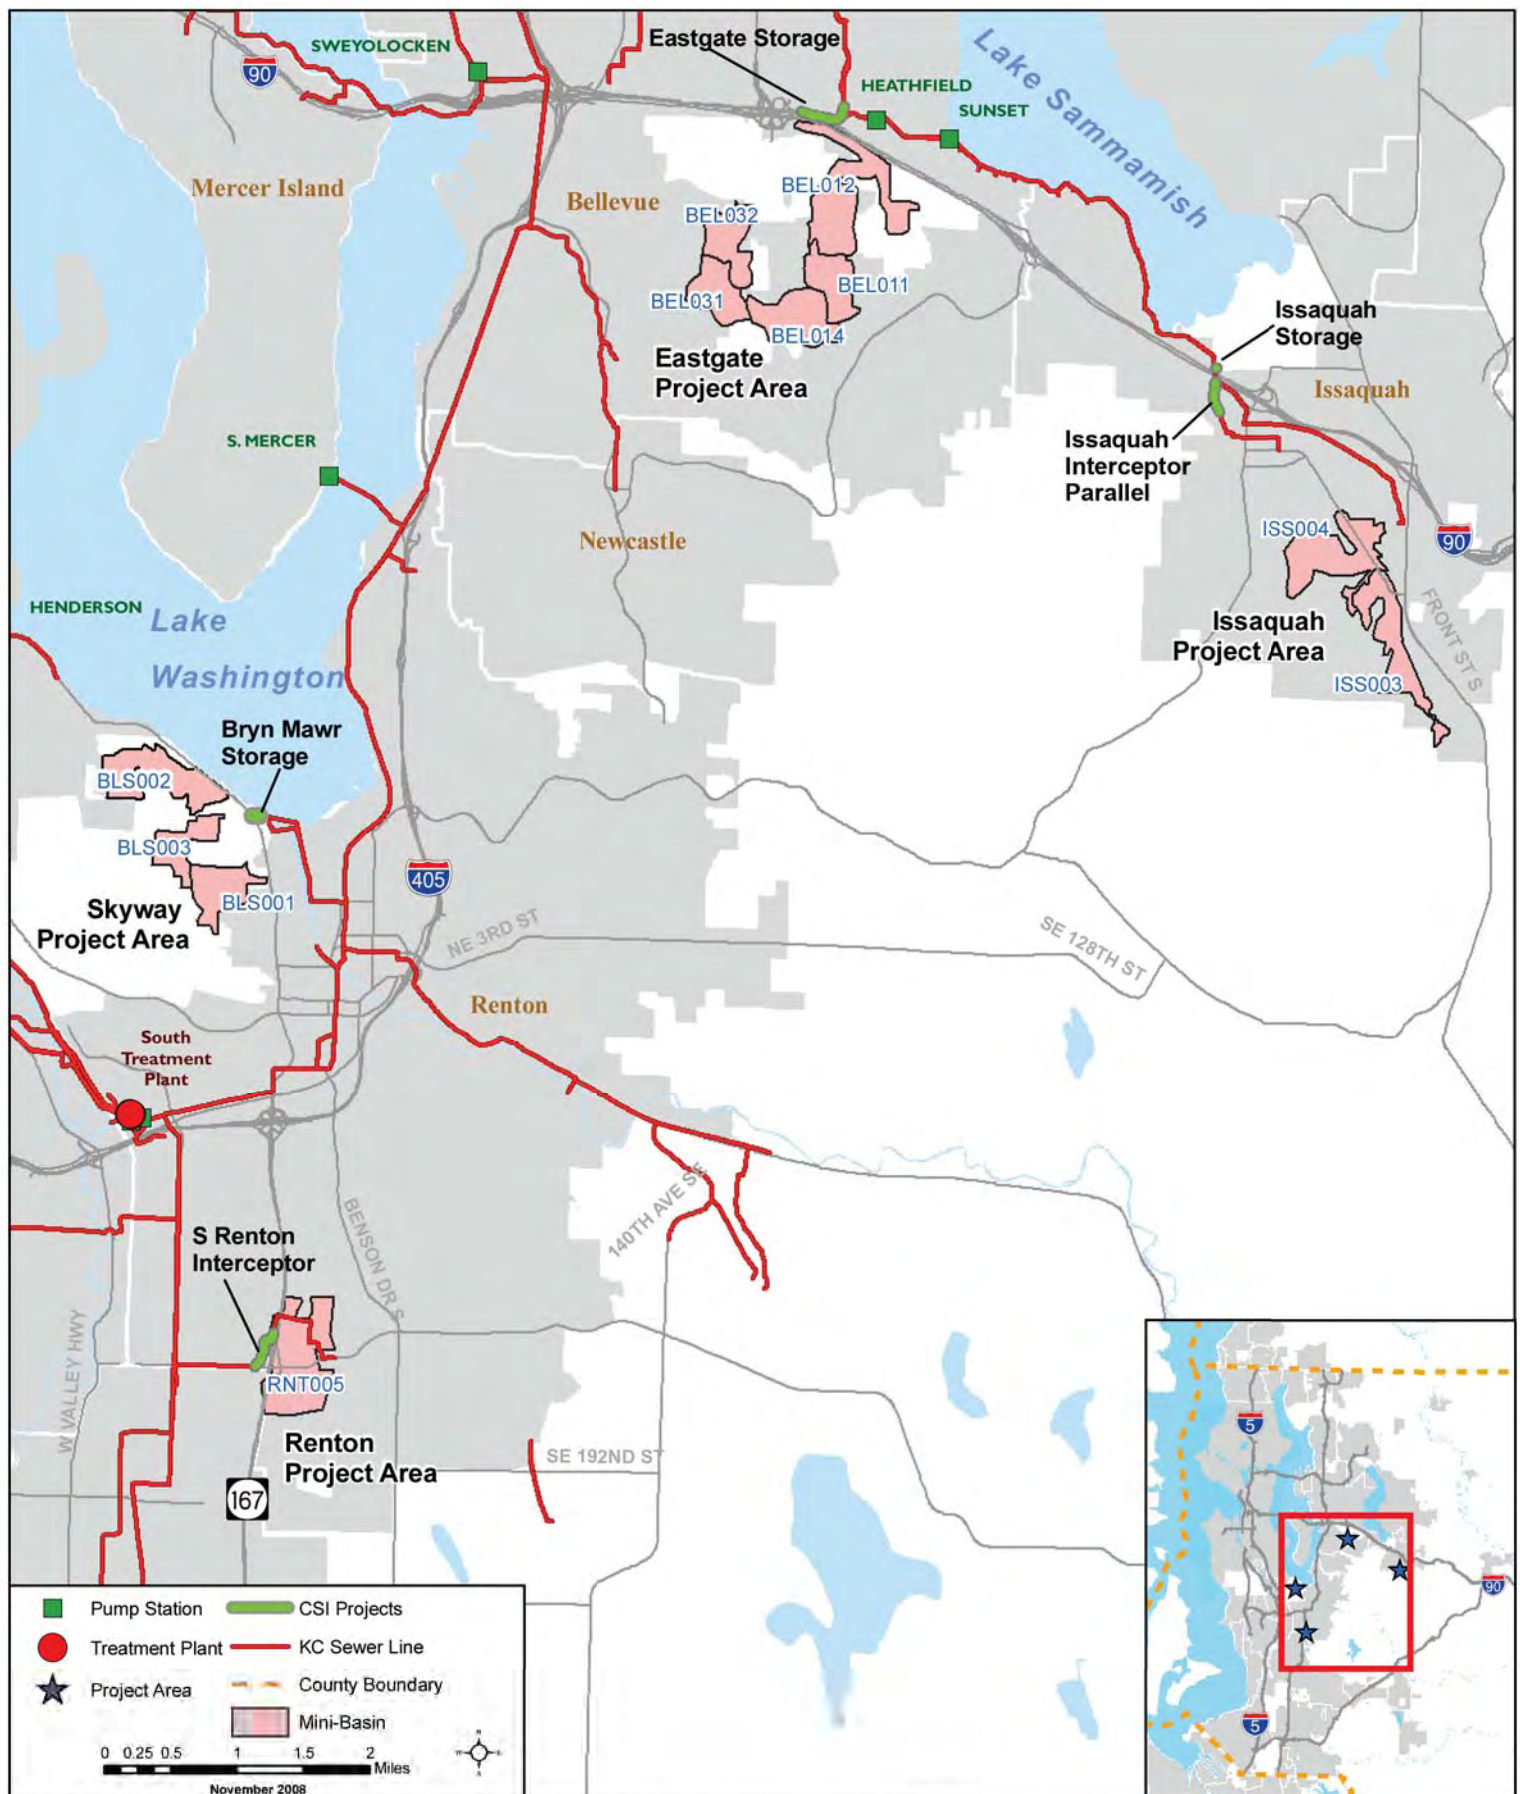 SWEYOLOCKEN
Eastgate Storage
90
HEATHFIELD
SUNSET
Lake Sammamish
Mercer Island
Bellevue
BEL012
BEL032
BEL031
BEL011
BEL014
Eastgate
Project Area
Issaquah
Storage
Issaquah
S. MERCER
Issaquah
Interceptor
Parallel
Newcastle
ISS004
90
HENDERSON
Lake
Washington
Issaquah
Project Area
FRONT ST S
ISS003
Bryn Mawr
Storage
BLS002
BLS003
405
BLS001
Skyway
Project Area
NE 3RD ST
SE 128TH ST
Renton
South
Treatment
Plant
140TH AVE SE
BENSON DR S
S Renton
Interceptor
W VALLEY HWY
RNT005
Renton
Project Area
SE 192ND ST
167
5
90
5
Pump Station
CSI Projects
Treatment Plant
KC Sewer Line
Project Area
County Boundary
Mini-Basin
0 0.25 0.5 1 1.5 2
Miles
November 2008
N
W E
S